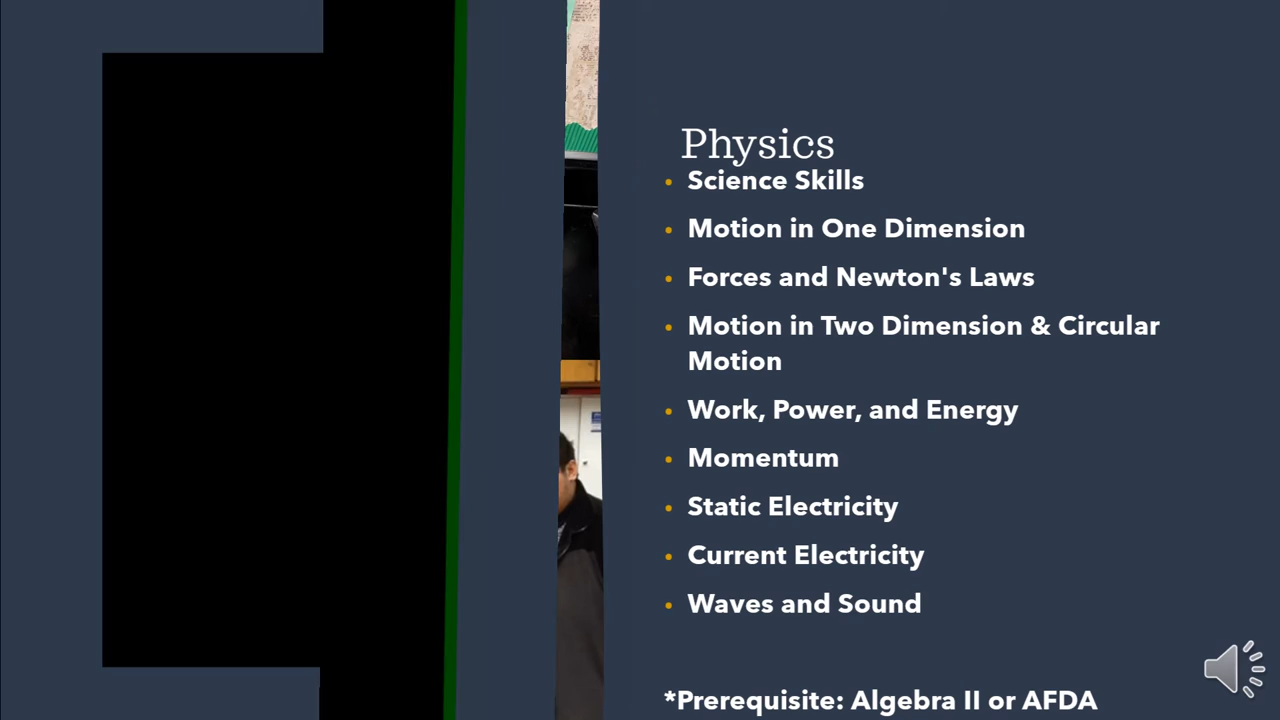 Physics
• Science Skills
• Motion in One Dimension
• Forces and Newton's Laws
• Motion in Two Dimension & Circular
Motion
• Work, Power, and Energy
• Momentum
• Static Electricity
• Current Electricity
• Waves and Sound
*Prerequisite: Algebra II or AFDA